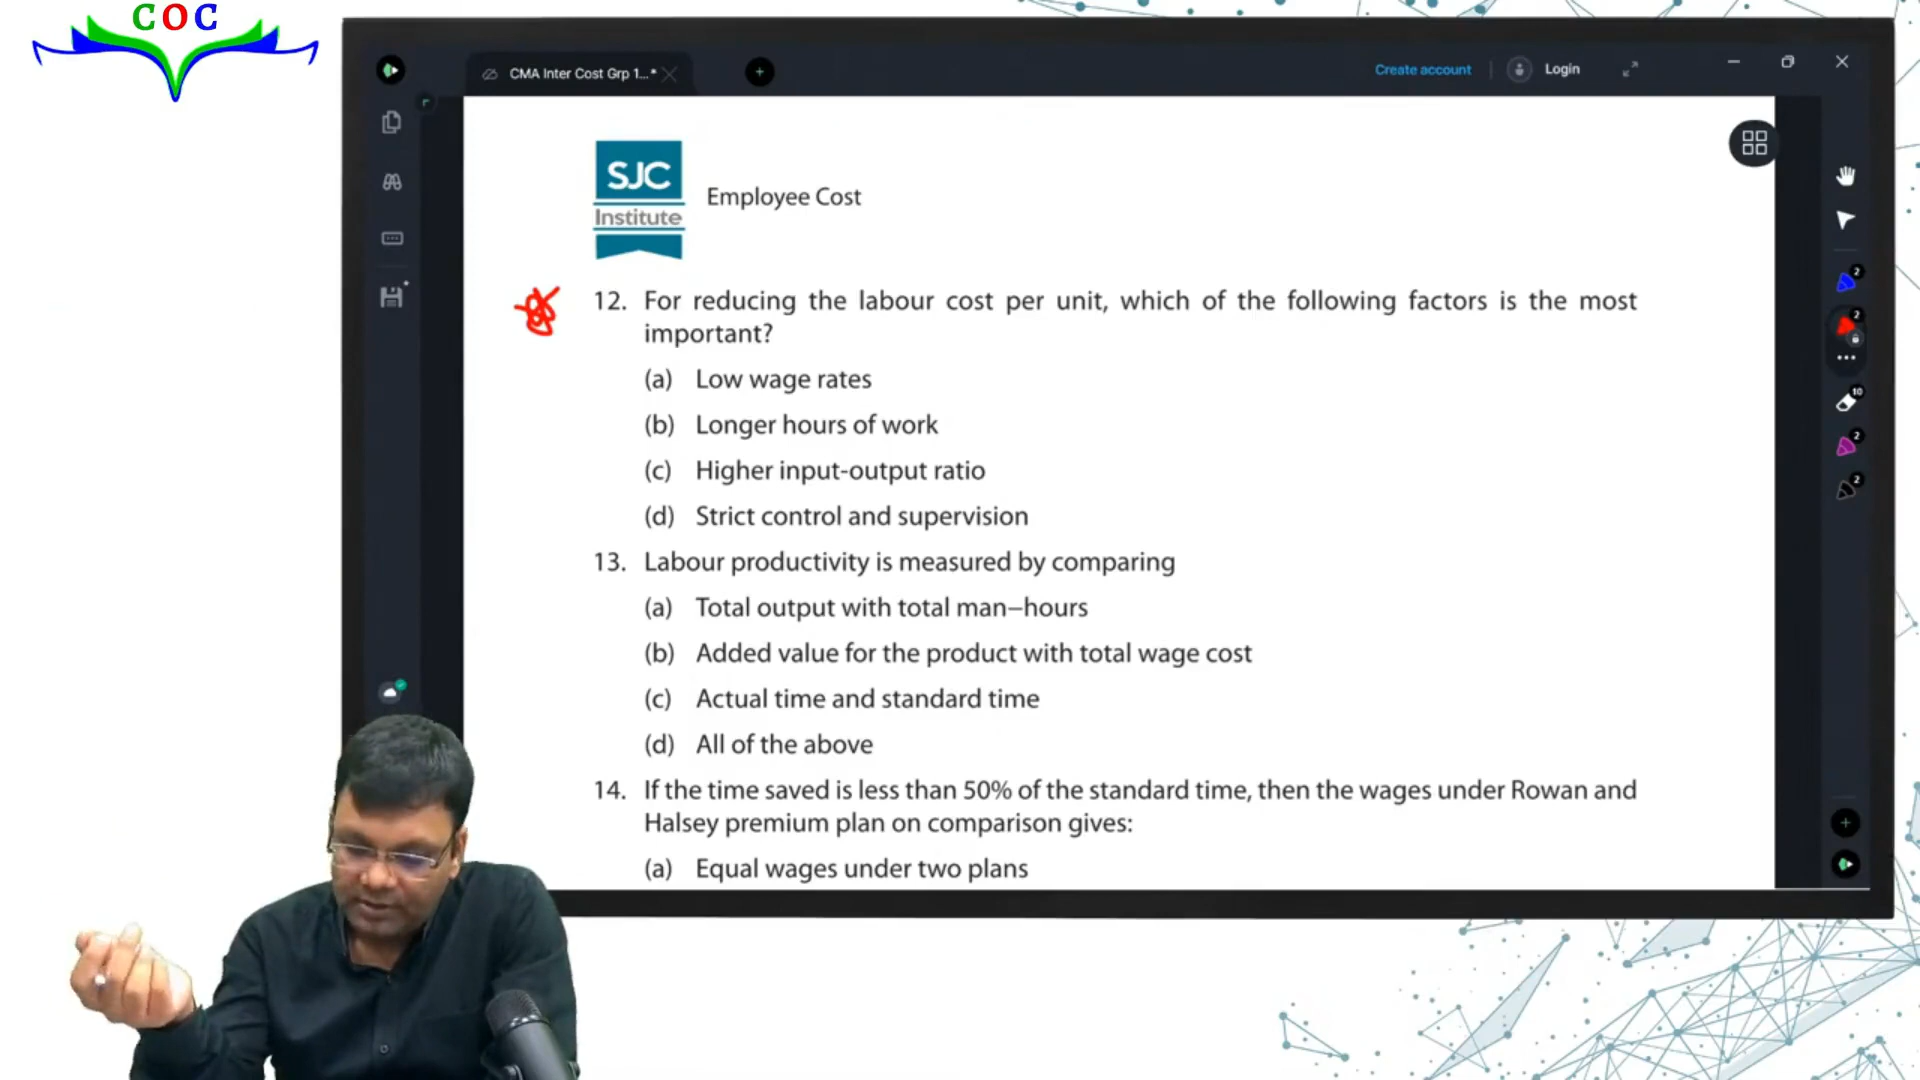 COC
CMA Inter Cost Grp 1...*
Create account
Login
SJC
Institute
Employee Cost
12. For reducing the labour cost per unit, which of the following factors is the most
important?
(a) Low wage rates
(b) Longer hours of work
(c) Higher input-output ratio
(d) Strict control and supervision
13. Labour productivity is measured by comparing
(a) Total output with total man–hours
(b) Added value for the product with total wage cost
(c) Actual time and standard time
(d) All of the above
14. If the time saved is less than 50% of the standard time, then the wages under Rowan and
Halsey premium plan on comparison gives:
(a) Equal wages under two plans
2
2
10
2
2